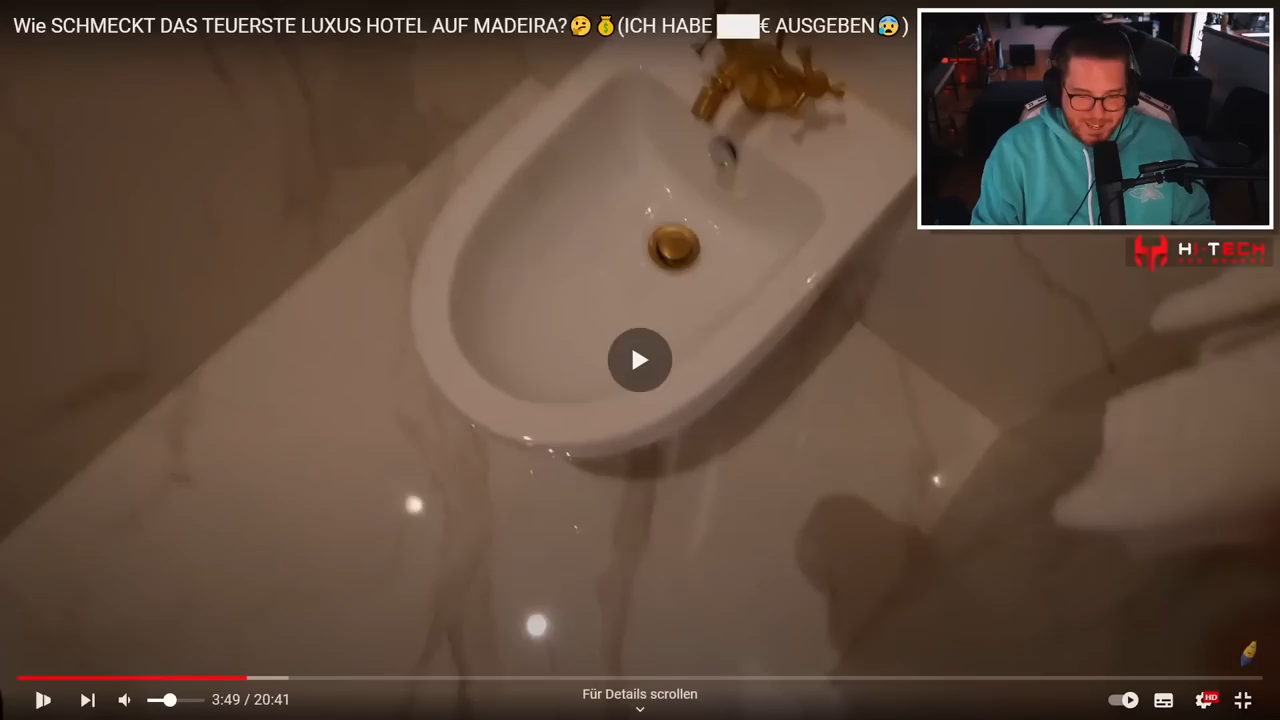 Wie SCHMECKT DAS TEUERSTE LUXUS HOTEL AUF MADEIRA?🤔💰(ICH HABE € AUSGEBEN😰)
HI TECH
3:49 / 20:41
Für Details scrollen
HD